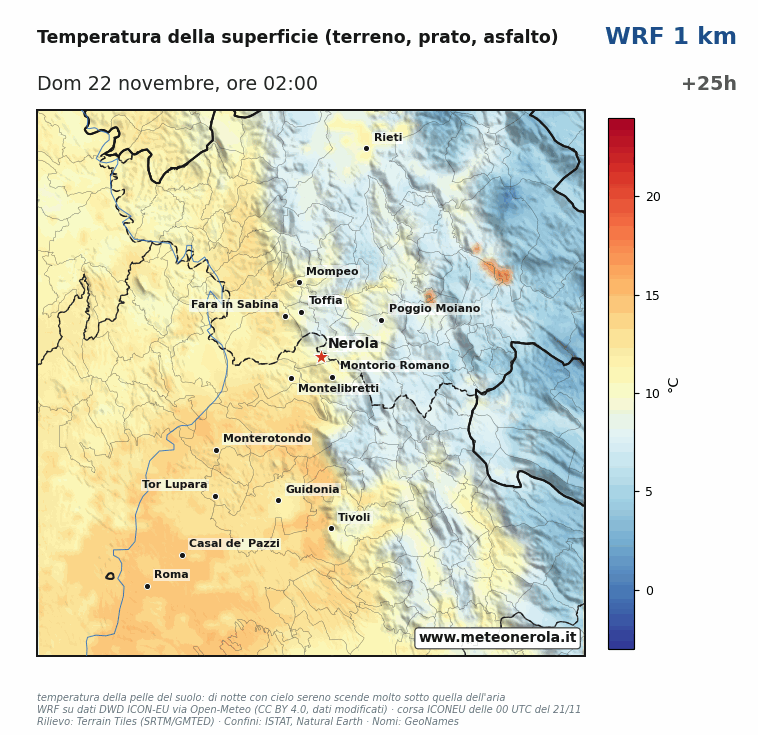 Temperatura della superficie (terreno, prato, asfalto)
WRF 1 km
Dom 22 novembre, ore 02:00
+25h
Rieti
Mompeo
Toffia
Fara in Sabina
Poggio Moiano
Nerola
Montorio Romano
Montelibretti
Monterotondo
Tor Lupara
Guidonia
Tivoli
Casal de' Pazzi
Roma
www.meteonerola.it
20
15
10
5
0
°C
temperatura della pelle del suolo: di notte con cielo sereno scende molto sotto quella dell'aria
WRF su dati DWD ICON-EU via Open-Meteo (CC BY 4.0, dati modificati) · corsa ICONEU delle 00 UTC del 21/11
Rilievo: Terrain Tiles (SRTM/GMTED) · Confini: ISTAT, Natural Earth · Nomi: GeoNames